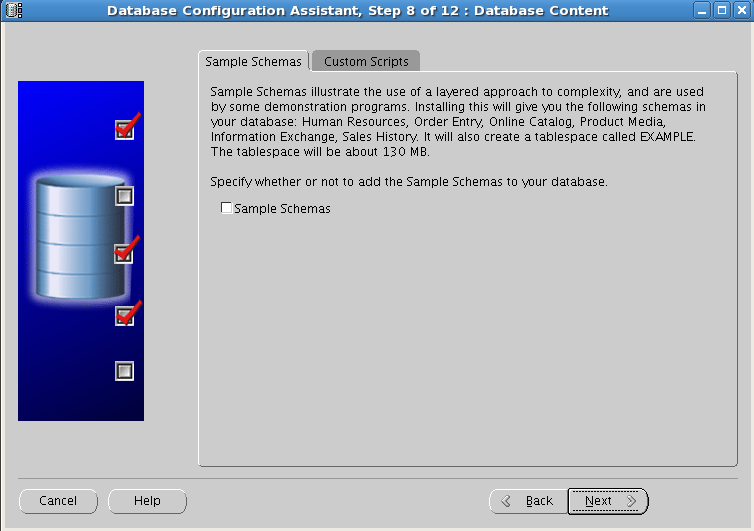 Database Configuration Assistant, Step 8 of 12 : Database Content
Sample Schemas
Custom Scripts
Sample Schemas illustrate the use of a layered approach to complexity, and are used
by some demonstration programs. Installing this will give you the following schemas in
your database: Human Resources, Order Entry, Online Catalog, Product Media,
Information Exchange, Sales History. It will also create a tablespace called EXAMPLE.
The tablespace will be about 130 MB.
Specify whether or not to add the Sample Schemas to your database.
Sample Schemas
Cancel
Help
Back
Next